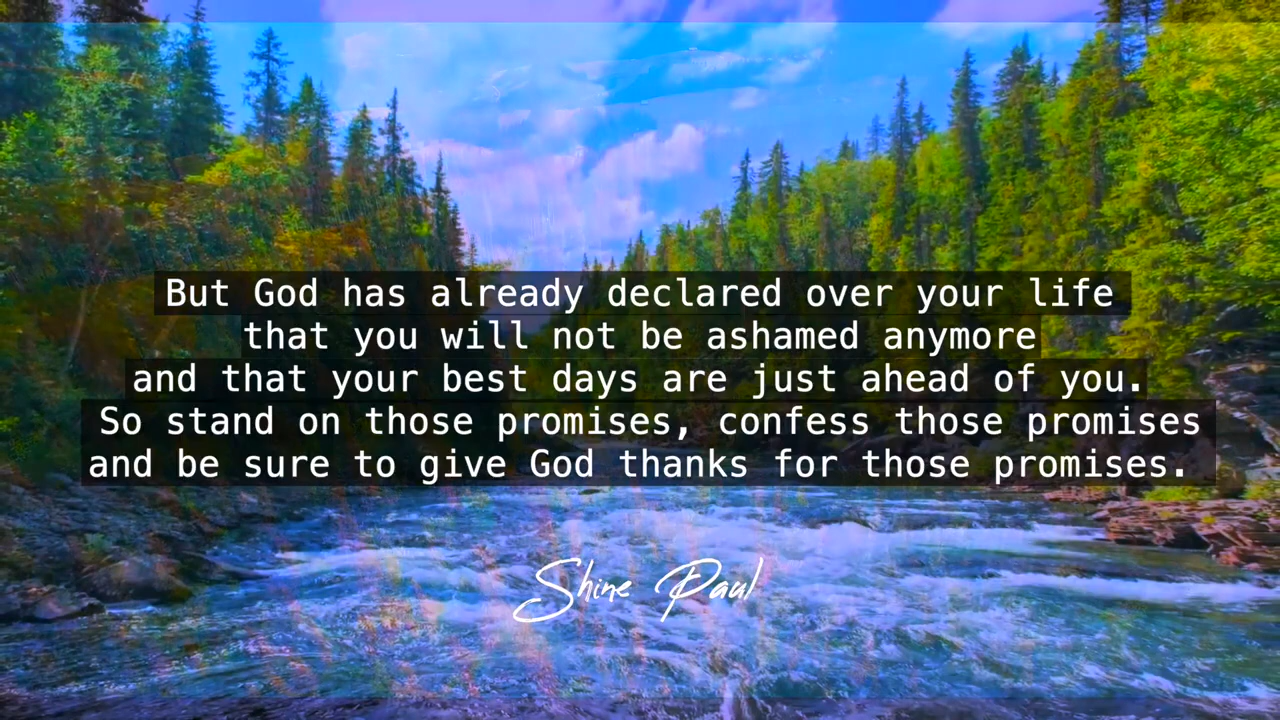 But God has already declared over your life
that you will not be ashamed anymore
and that your best days are just ahead of you.
So stand on those promises, confess those promises
and be sure to give God thanks for those promises.
Shine Paul